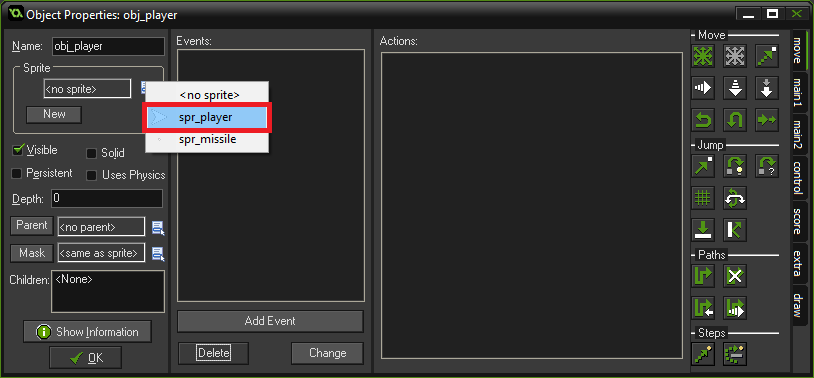 Object Properties: obj_player
Name: obj_player
Sprite
<no sprite>
New
<no sprite>
spr_player
spr_missile
Visible
Solid
Persistent
Uses Physics
Depth: 0
Parent
<no parent>
Mask
<same as sprite>
Children:
<None>
Show Information
OK
Events:
Add Event
Delete
Change
Actions:
Move
Jump
Paths
Steps
move
main1
main2
control
score
extra
draw